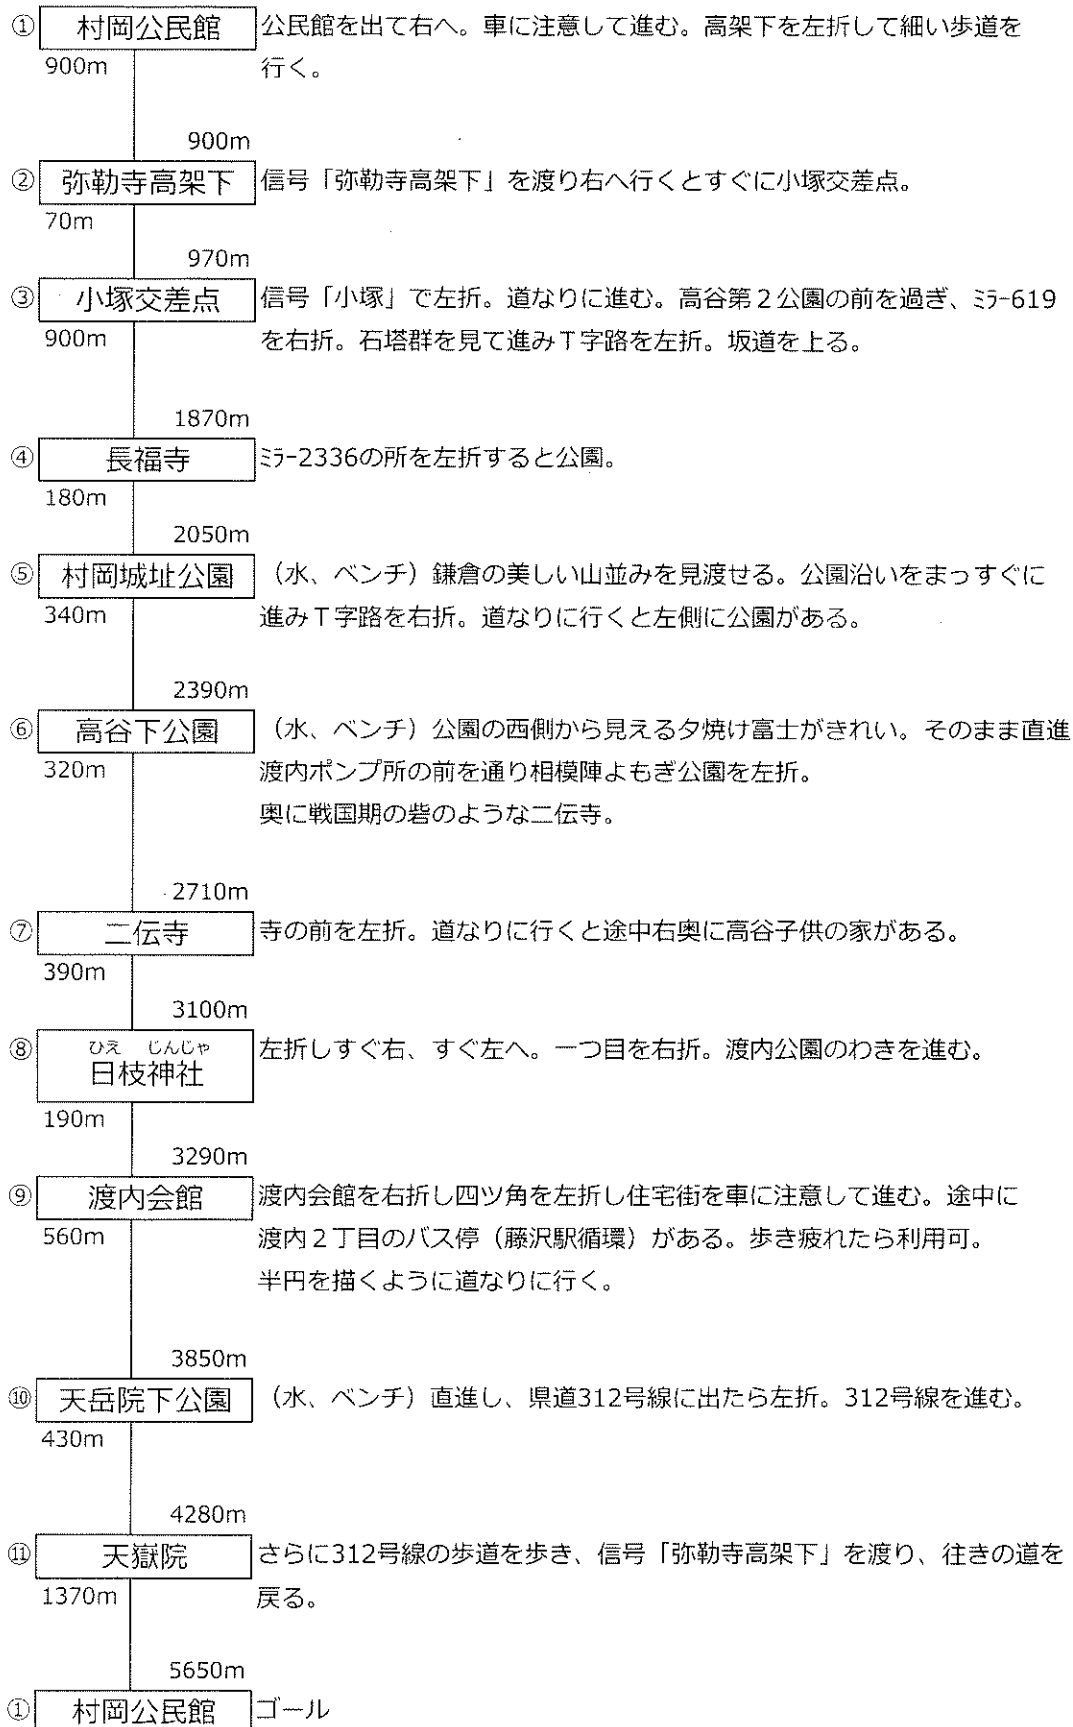 ① 村岡公民館 公民館を出て右へ。車に注意して進む。高架下を左折して細い歩道を
900m 行く。
900m
② 弥勒寺高架下 信号「弥勒寺高架下」を渡り右へ行くとすぐに小塚交差点。
70m
970m
③ 小塚交差点 信号「小塚」で左折。道なりに進む。高谷第２公園の前を過ぎ、ﾐﾗｰ619
900m を右折。石塔群を見て進みＴ字路を左折。坂道を上る。
1870m
④ 長福寺 ﾐﾗｰ2336の所を左折すると公園。
180m
2050m
⑤ 村岡城址公園 （水、ベンチ）鎌倉の美しい山並みを見渡せる。公園沿いをまっすぐに
340m 進みＴ字路を右折。道なりに行くと左側に公園がある。
2390m
⑥ 高谷下公園 （水、ベンチ）公園の西側から見える夕焼け富士がきれい。そのまま直進
320m 渡内ポンプ所の前を通り相模陣よもぎ公園を左折。
奥に戦国期の砦のような二伝寺。
2710m
⑦ 二伝寺 寺の前を左折。道なりに行くと途中右奥に高谷子供の家がある。
390m
3100m
ひえ じんじゃ
⑧ 日枝神社 左折しすぐ右、すぐ左へ。一つ目を右折。渡内公園のわきを進む。
190m
3290m
⑨ 渡内会館 渡内会館を右折し四ツ角を左折し住宅街を車に注意して進む。途中に
560m 渡内２丁目のバス停（藤沢駅循環）がある。歩き疲れたら利用可。
半円を描くように道なりに行く。
3850m
⑩ 天岳院下公園 （水、ベンチ）直進し、県道312号線に出たら左折。312号線を進む。
430m
4280m
⑪ 天嶽院 さらに312号線の歩道を歩き、信号「弥勒寺高架下」を渡り、往きの道を
1370m 戻る。
5650m
① 村岡公民館 ゴール